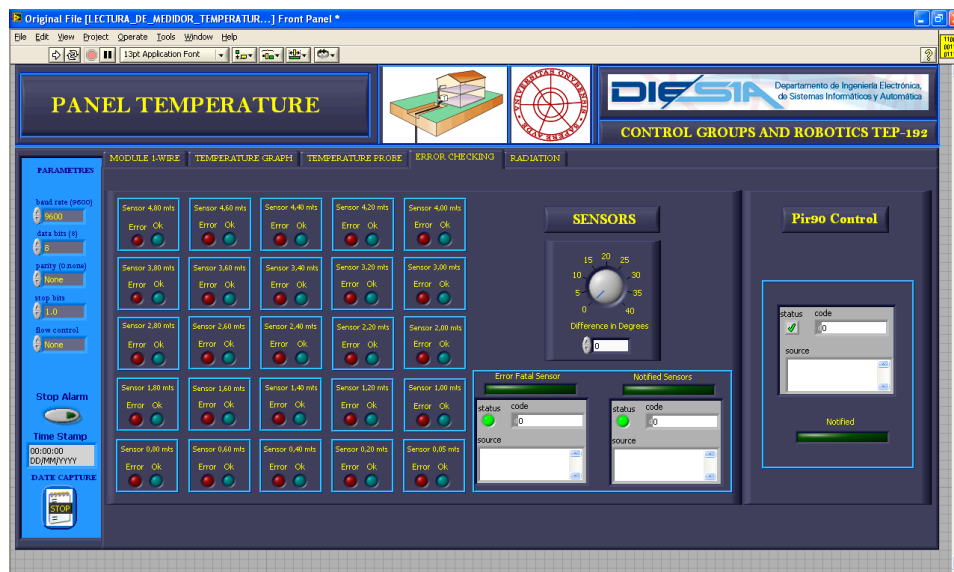 Original File [LECTURA_DE_MEDIDOR_TEMPERATUR...] Front Panel *
File Edit View Project Operate Tools Window Help
13pt Application Font
?
PANEL TEMPERATURE
UNIVERSITAS ONVBENSIS
SAPERE AVDE
DIESIA
Departamento de Ingeniería Electrónica,
de Sistemas Informáticos y Automática
CONTROL GROUPS AND ROBOTICS TEP-192
MODULE 1-WIRE TEMPERATURE GRAPH TEMPERATURE PROBE ERROR CHECKING RADIATION
PARAMETRES
baud rate (9600)
9600
data bits (8)
8
parity (0:none)
None
stop bits
1.0
flow control
None
Stop Alarm
Time Stamp
00:00:00
DD/MM/YYYY
DATE CAPTURE
STOP
Sensor 4,80 mts Sensor 4,60 mts Sensor 4,40 mts Sensor 4,20 mts Sensor 4,00 mts
Error Ok Error Ok Error Ok Error Ok Error Ok
Sensor 3,80 mts Sensor 3,60 mts Sensor 3,40 mts Sensor 3,20 mts Sensor 3,00 mts
Error Ok Error Ok Error Ok Error Ok Error Ok
Sensor 2,80 mts Sensor 2,60 mts Sensor 2,40 mts Sensor 2,20 mts Sensor 2,00 mts
Error Ok Error Ok Error Ok Error Ok Error Ok
Sensor 1,80 mts Sensor 1,60 mts Sensor 1,40 mts Sensor 1,20 mts Sensor 1,00 mts
Error Ok Error Ok Error Ok Error Ok Error Ok
Sensor 0,80 mts Sensor 0,60 mts Sensor 0,40 mts Sensor 0,20 mts Sensor 0,05 mts
Error Ok Error Ok Error Ok Error Ok Error Ok
SENSORS
0 5 10 15 20 25 30 35 40
Difference in Degrees
0
Error Fatal Sensor
status code
0
source
Notified Sensors
status code
0
source
Pir90 Control
status code
0
source
Notified